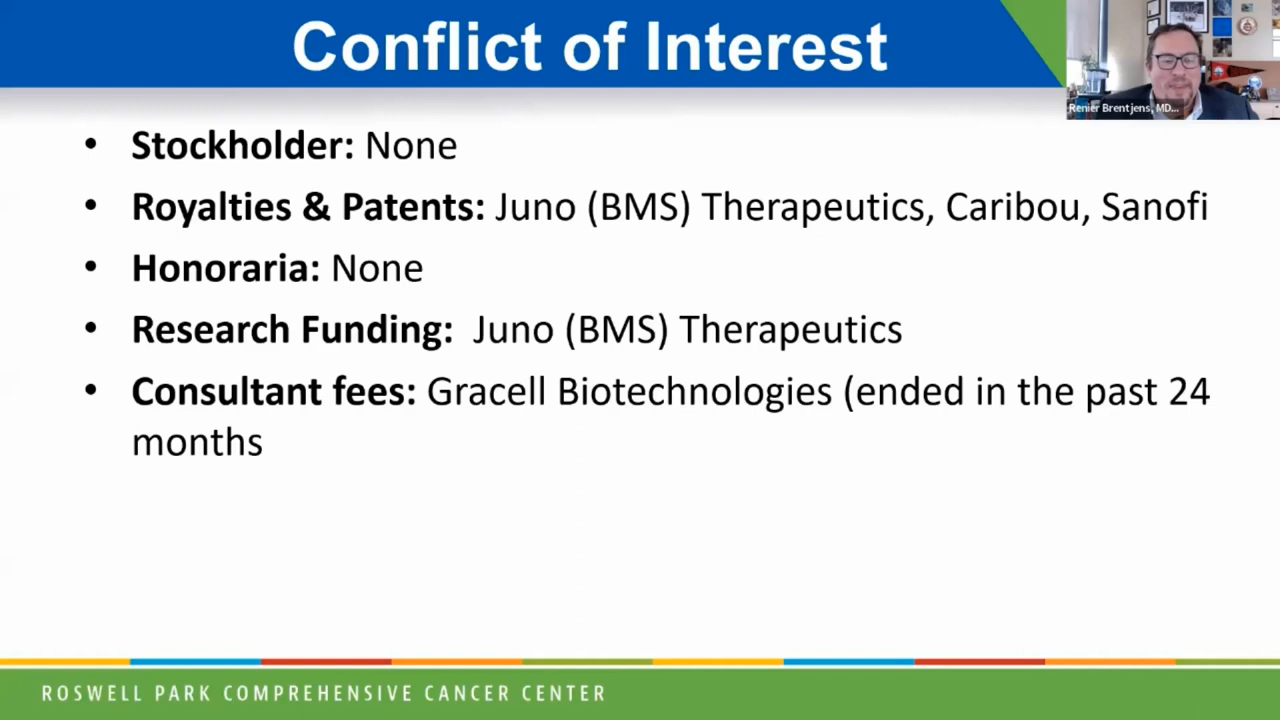 Conflict of Interest
Renier Brentjens, MD...
• Stockholder: None
• Royalties & Patents: Juno (BMS) Therapeutics, Caribou, Sanofi
• Honoraria: None
• Research Funding: Juno (BMS) Therapeutics
• Consultant fees: Gracell Biotechnologies (ended in the past 24
months
ROSWELL PARK COMPREHENSIVE CANCER CENTER